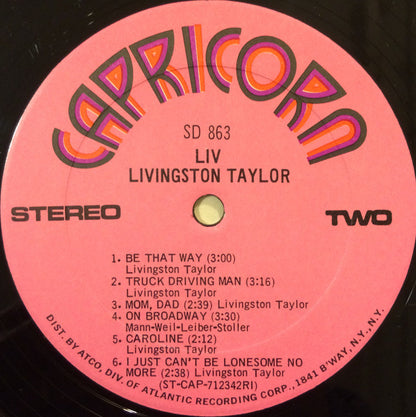 CAPRICORN
SD 863
LIV
LIVINGSTON TAYLOR
STEREO
TWO
1. BE THAT WAY (3:00)
Livingston Taylor
2. TRUCK DRIVING MAN (3:16)
Livingston Taylor
3. MOM, DAD (2:39) Livingston Taylor
4. ON BROADWAY (3:30)
Mann-Weil-Leiber-Stoller
5. CAROLINE (2:12)
Livingston Taylor
6. I JUST CAN'T BE LONESOME NO
MORE (2:38) Livingston Taylor
(ST-CAP-712342RI)
DIST. BY ATCO, DIV. OF ATLANTIC RECORDING CORP., 1841 B'WAY, N.Y., N.Y.